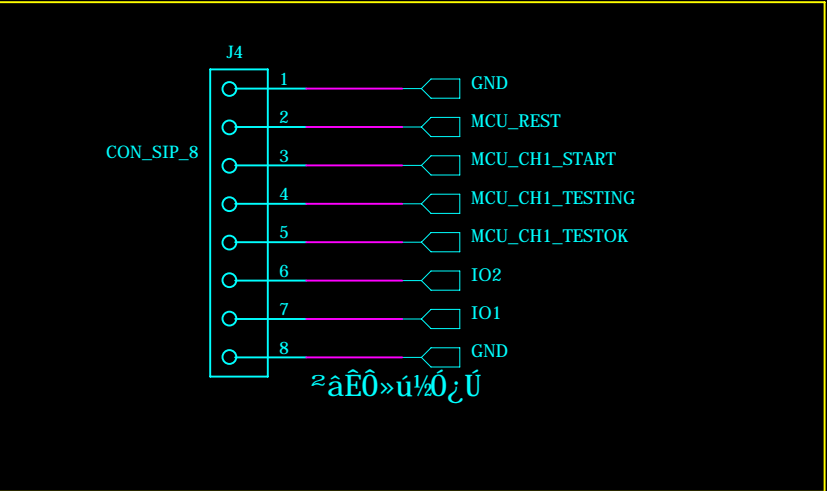 J4
1 GND
2 MCU_REST
CON_SIP_8
3 MCU_CH1_START
4 MCU_CH1_TESTING
5 MCU_CH1_TESTOK
6 IO2
7 IO1
8 GND
²âÊÔ»ú½Ó¿Ú